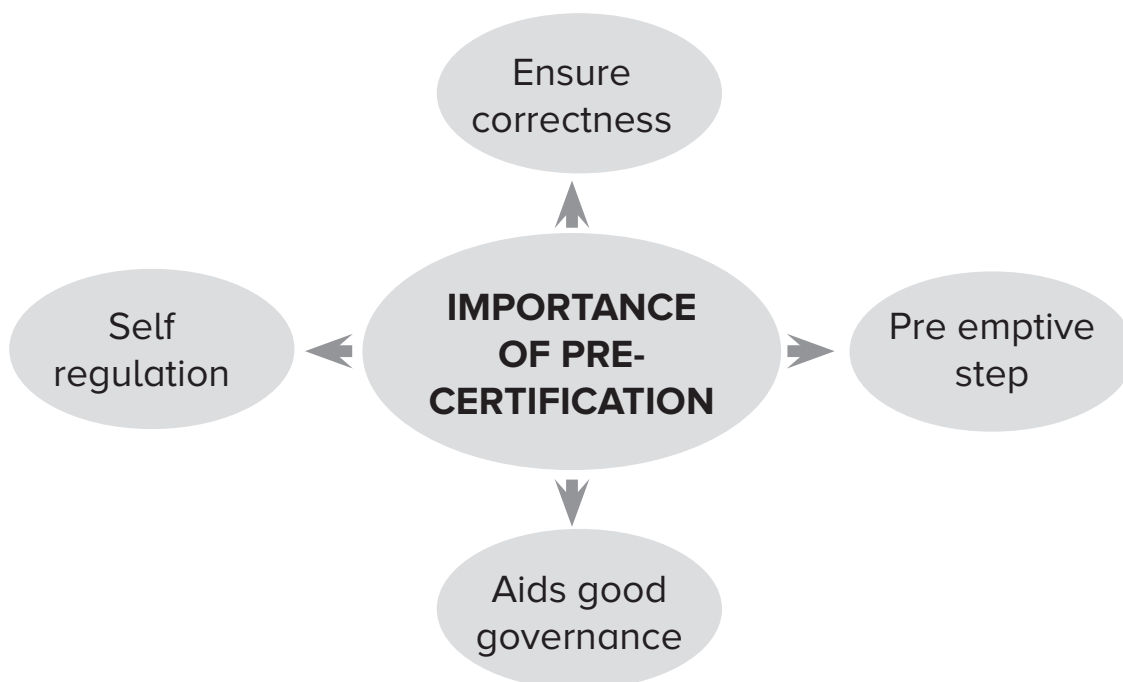 Ensure
correctness
Self
regulation
IMPORTANCE
OF PRE-
CERTIFICATION
Pre emptive
step
Aids good
governance